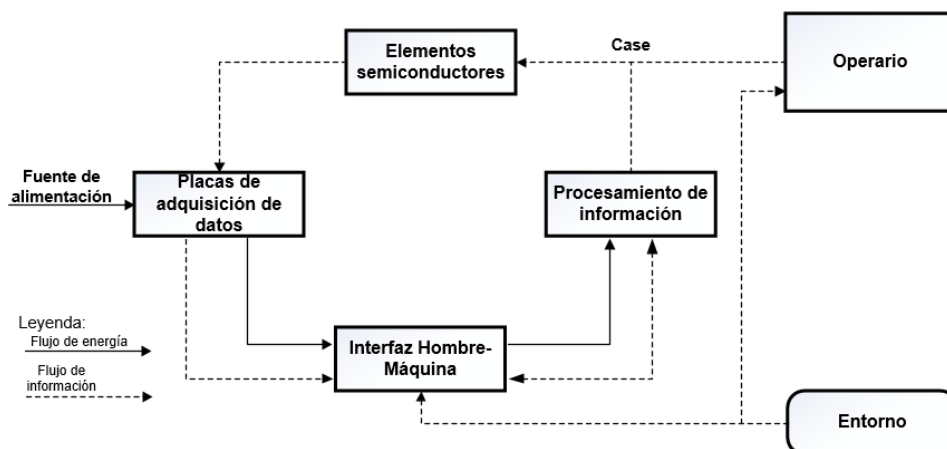 Elementos
semiconductores
Case
Operario
Fuente de
alimentación
Placas de
adquisición de
datos
Procesamiento de
información
Leyenda:
Flujo de energía
Flujo de
información
Interfaz Hombre-
Máquina
Entorno